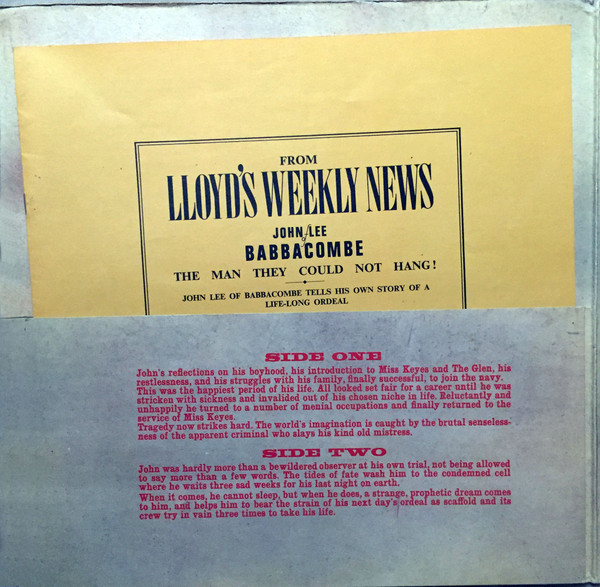 FROM
LLOYD'S WEEKLY NEWS
JOHN LEE
of
BABBACOMBE
THE MAN THEY COULD NOT HANG!
JOHN LEE OF BABBACOMBE TELLS HIS OWN STORY OF A
LIFE-LONG ORDEAL
SIDE ONE
John's reflections on his boyhood, his introduction to Miss Keyes and The Glen, his
restlessness, and his struggles with his family, finally successful, to join the navy.
This was the happiest period of his life. All looked set fair for a career until he was
stricken with sickness and invalided out of his chosen niche in life. Reluctantly and
unhappily he turned to a number of menial occupations and finally returned to the
service of Miss Keyes.
Tragedy now strikes hard. The world's imagination is caught by the brutal senseless-
ness of the apparent criminal who slays his kind old mistress.
SIDE TWO
John was hardly more than a bewildered observer at his own trial, not being allowed
to say more than a few words. The tides of fate wash him to the condemned cell
where he waits three sad weeks for his last night on earth.
When it comes, he cannot sleep, but when he does, a strange, prophetic dream comes
to him, and helps him to bear the strain of his next day's ordeal as scaffold and its
crew try in vain three times to take his life.